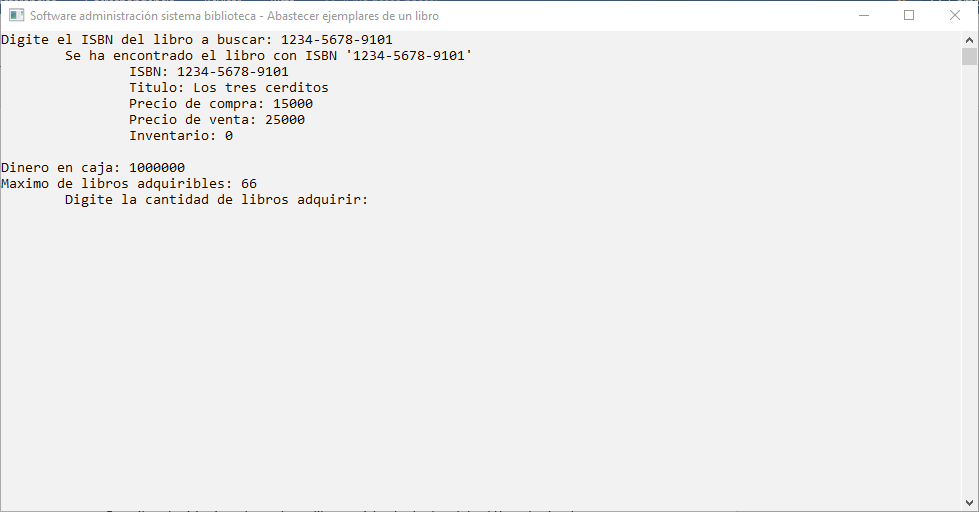 Software administración sistema biblioteca - Abastecer ejemplares de un libro
Digite el ISBN del libro a buscar: 1234-5678-9101
Se ha encontrado el libro con ISBN '1234-5678-9101'
ISBN: 1234-5678-9101
Titulo: Los tres cerditos
Precio de compra: 15000
Precio de venta: 25000
Inventario: 0
Dinero en caja: 1000000
Maximo de libros adquiribles: 66
Digite la cantidad de libros adquirir: